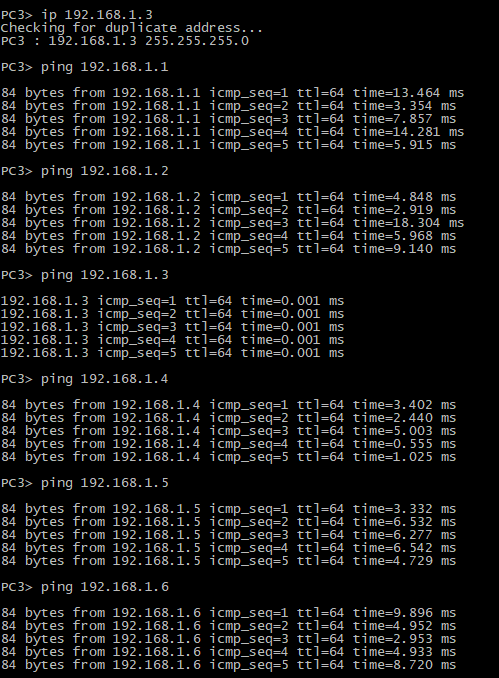 PC3> ip 192.168.1.3
Checking for duplicate address...
PC3 : 192.168.1.3 255.255.255.0
PC3> ping 192.168.1.1
84 bytes from 192.168.1.1 icmp_seq=1 ttl=64 time=13.464 ms
84 bytes from 192.168.1.1 icmp_seq=2 ttl=64 time=3.354 ms
84 bytes from 192.168.1.1 icmp_seq=3 ttl=64 time=7.857 ms
84 bytes from 192.168.1.1 icmp_seq=4 ttl=64 time=14.281 ms
84 bytes from 192.168.1.1 icmp_seq=5 ttl=64 time=5.915 ms
PC3> ping 192.168.1.2
84 bytes from 192.168.1.2 icmp_seq=1 ttl=64 time=4.848 ms
84 bytes from 192.168.1.2 icmp_seq=2 ttl=64 time=2.919 ms
84 bytes from 192.168.1.2 icmp_seq=3 ttl=64 time=18.304 ms
84 bytes from 192.168.1.2 icmp_seq=4 ttl=64 time=5.968 ms
84 bytes from 192.168.1.2 icmp_seq=5 ttl=64 time=9.140 ms
PC3> ping 192.168.1.3
192.168.1.3 icmp_seq=1 ttl=64 time=0.001 ms
192.168.1.3 icmp_seq=2 ttl=64 time=0.001 ms
192.168.1.3 icmp_seq=3 ttl=64 time=0.001 ms
192.168.1.3 icmp_seq=4 ttl=64 time=0.001 ms
192.168.1.3 icmp_seq=5 ttl=64 time=0.001 ms
PC3> ping 192.168.1.4
84 bytes from 192.168.1.4 icmp_seq=1 ttl=64 time=3.402 ms
84 bytes from 192.168.1.4 icmp_seq=2 ttl=64 time=2.440 ms
84 bytes from 192.168.1.4 icmp_seq=3 ttl=64 time=5.003 ms
84 bytes from 192.168.1.4 icmp_seq=4 ttl=64 time=0.555 ms
84 bytes from 192.168.1.4 icmp_seq=5 ttl=64 time=1.025 ms
PC3> ping 192.168.1.5
84 bytes from 192.168.1.5 icmp_seq=1 ttl=64 time=3.332 ms
84 bytes from 192.168.1.5 icmp_seq=2 ttl=64 time=6.532 ms
84 bytes from 192.168.1.5 icmp_seq=3 ttl=64 time=6.277 ms
84 bytes from 192.168.1.5 icmp_seq=4 ttl=64 time=6.542 ms
84 bytes from 192.168.1.5 icmp_seq=5 ttl=64 time=4.729 ms
PC3> ping 192.168.1.6
84 bytes from 192.168.1.6 icmp_seq=1 ttl=64 time=9.896 ms
84 bytes from 192.168.1.6 icmp_seq=2 ttl=64 time=4.952 ms
84 bytes from 192.168.1.6 icmp_seq=3 ttl=64 time=2.953 ms
84 bytes from 192.168.1.6 icmp_seq=4 ttl=64 time=4.933 ms
84 bytes from 192.168.1.6 icmp_seq=5 ttl=64 time=8.720 ms